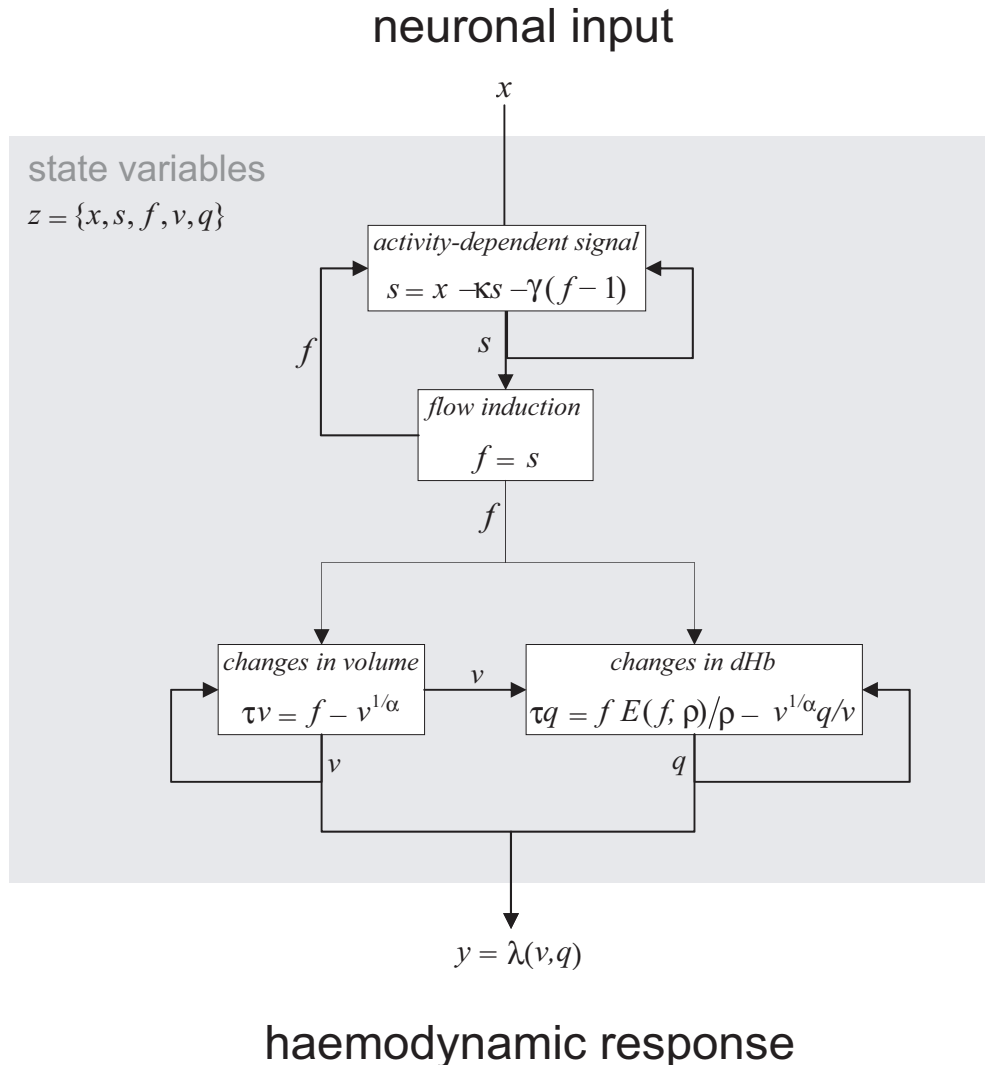 neuronal input
x
state variables
z = {x, s, f, v, q}
activity-dependent signal
s = x −κs −γ(f − 1)
f
s
flow induction
f = s
f
changes in volume
τv = f − v^{1/α}
v
changes in dHb
τq = f E(f, ρ)/ρ − v^{1/α}q/v
v
q
y = λ(v,q)
haemodynamic response